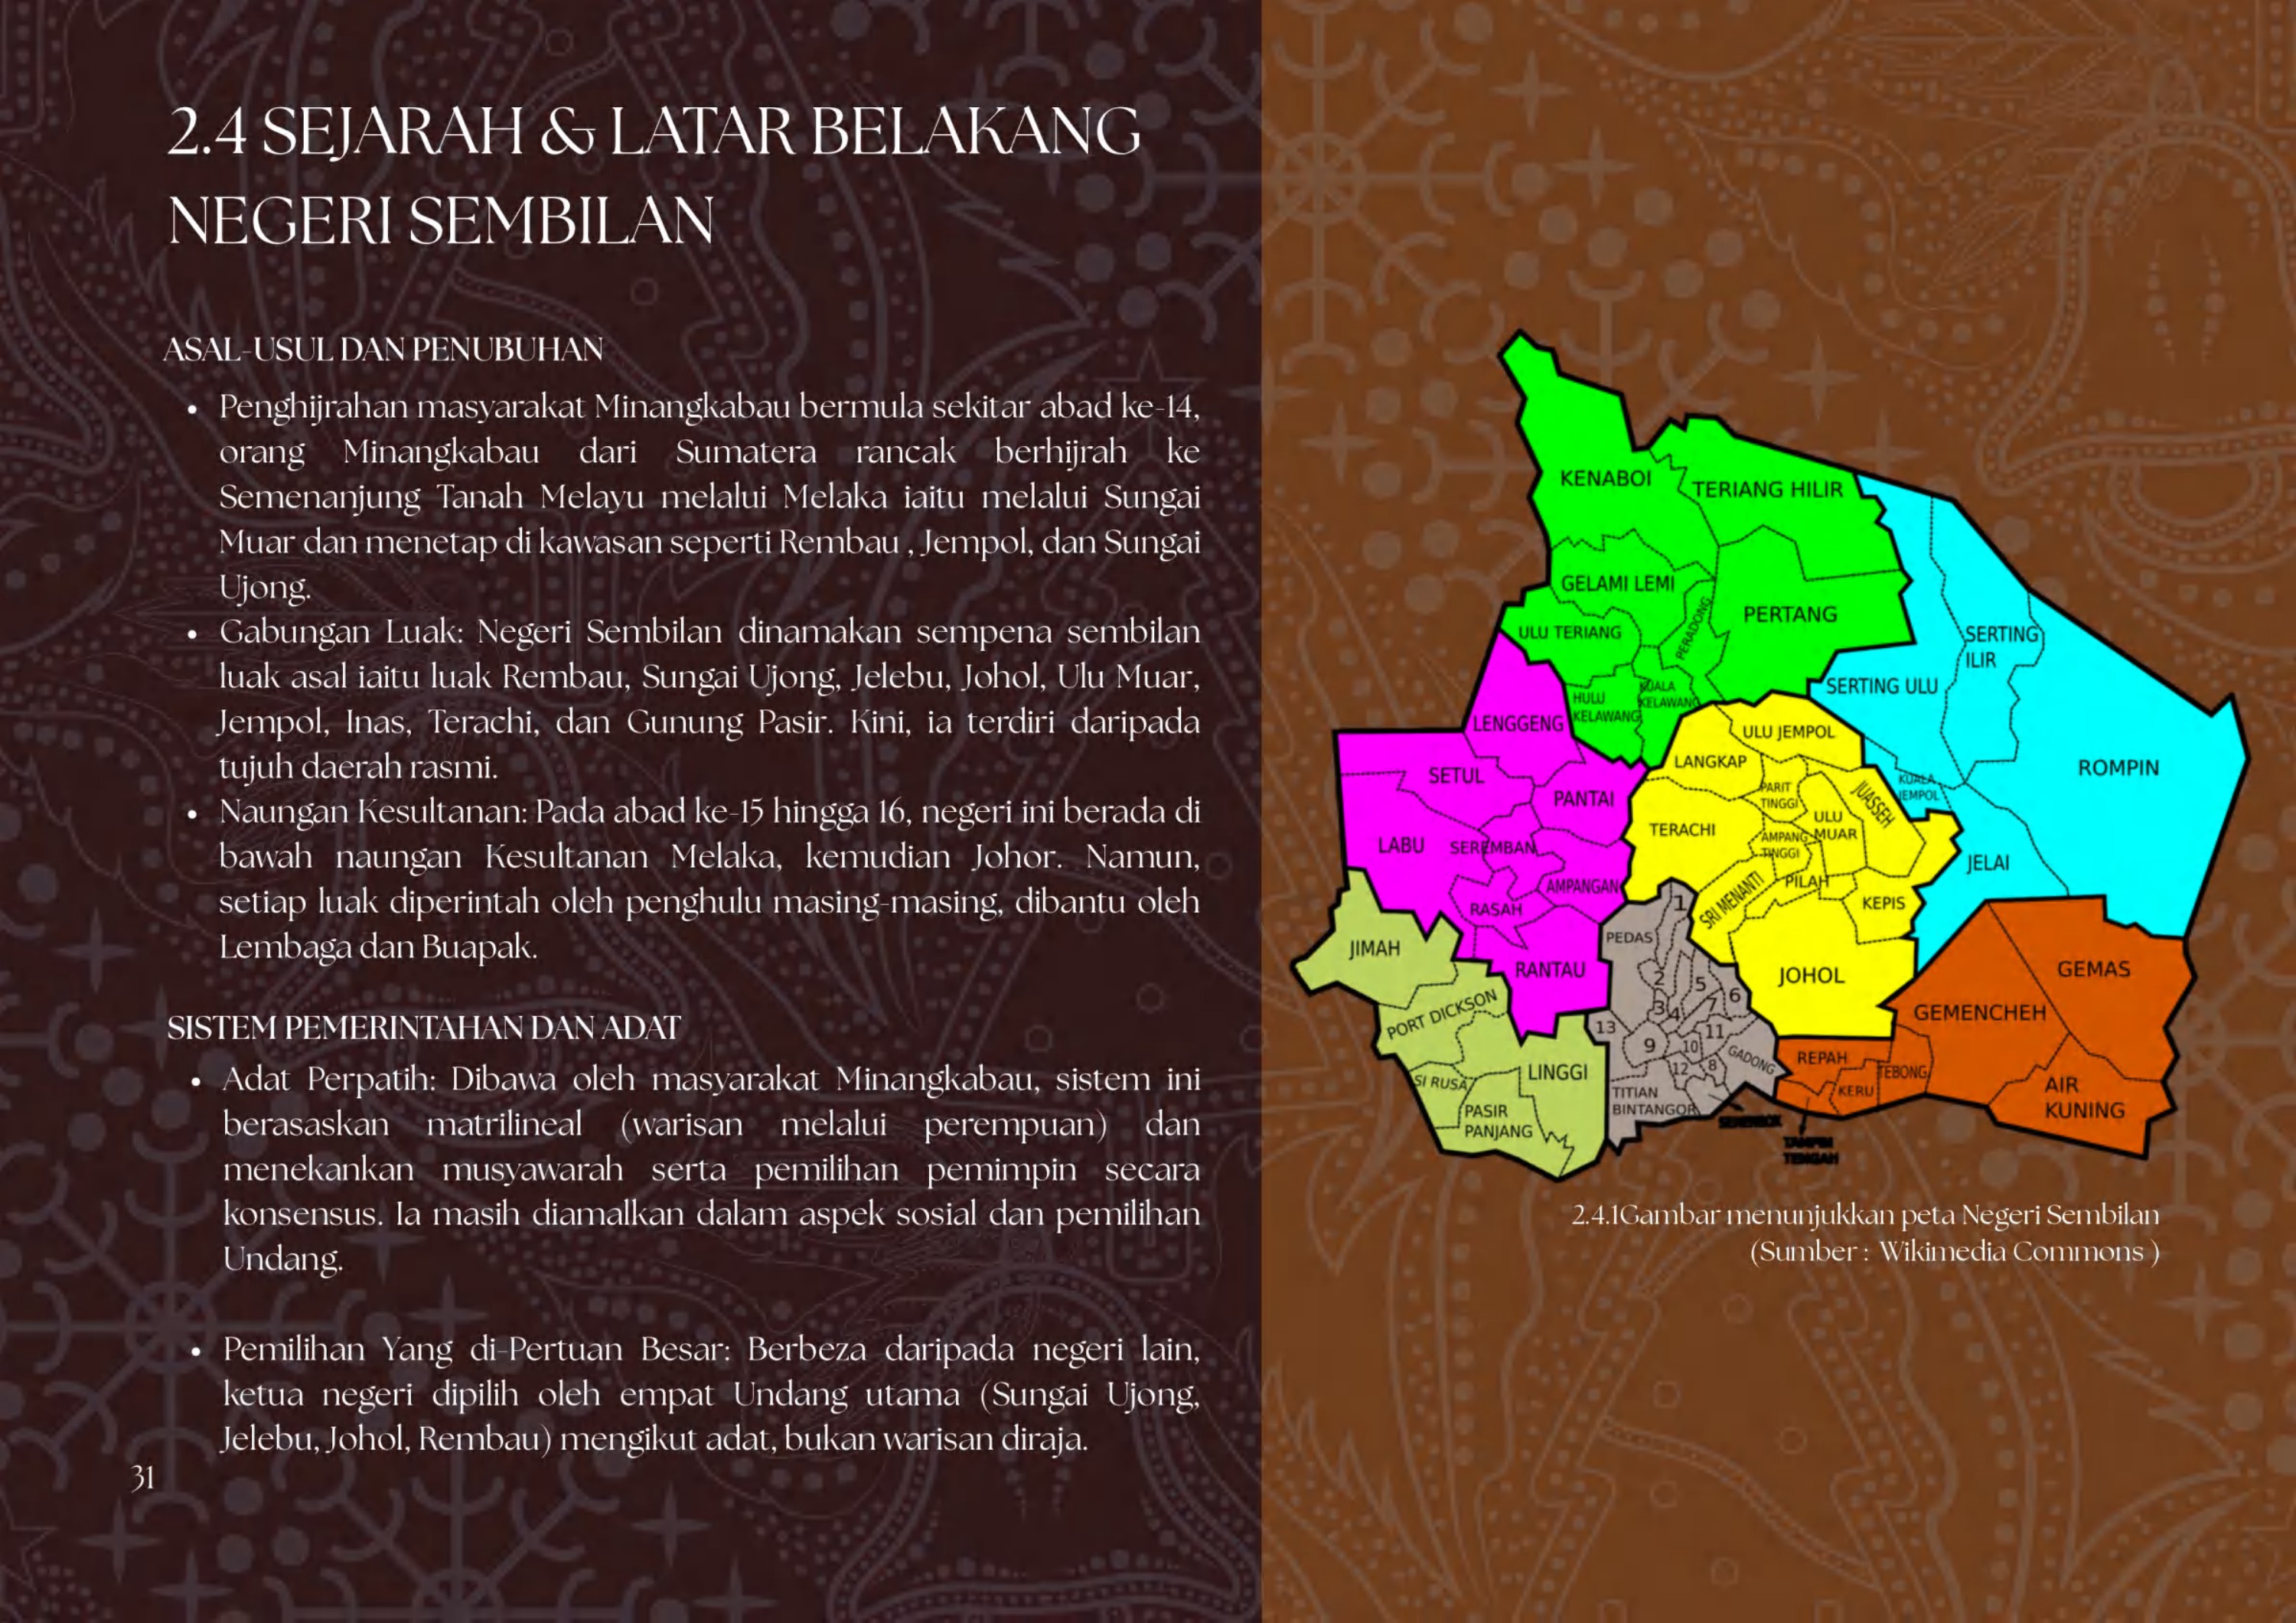 2.4 SEJARAH & LATAR BELAKANG
NEGERI SEMBILAN
ASAL-USUL DAN PENUBUHAN
• Penghijrahan masyarakat Minangkabau bermula sekitar abad ke-14,
orang Minangkabau dari Sumatera rancak berhijrah ke
Semenanjung Tanah Melayu melalui Melaka iaitu melalui Sungai
Muar dan menetap di kawasan seperti Rembau , Jempol, dan Sungai
Ujong.
• Gabungan Luak: Negeri Sembilan dinamakan sempena sembilan
luak asal iaitu luak Rembau, Sungai Ujong, Jelebu, Johol, Ulu Muar,
Jempol, Inas, Terachi, dan Gunung Pasir. Kini, ia terdiri daripada
tujuh daerah rasmi.
• Naungan Kesultanan: Pada abad ke-15 hingga 16, negeri ini berada di
bawah naungan Kesultanan Melaka, kemudian Johor. Namun,
setiap luak diperintah oleh penghulu masing-masing, dibantu oleh
Lembaga dan Buapak.
SISTEM PEMERINTAHAN DAN ADAT
• Adat Perpatih: Dibawa oleh masyarakat Minangkabau, sistem ini
berasaskan matrilineal (warisan melalui perempuan) dan
menekankan musyawarah serta pemilihan pemimpin secara
konsensus. Ia masih diamalkan dalam aspek sosial dan pemilihan
Undang.
• Pemilihan Yang di-Pertuan Besar: Berbeza daripada negeri lain,
ketua negeri dipilih oleh empat Undang utama (Sungai Ujong,
Jelebu, Johol, Rembau) mengikut adat, bukan warisan diraja.
31
KENABOI
TERIANG HILIR
GELAMI LEMI
PERADONG
PERTANG
ULU TERIANG
HULU
KELAWANG
KUALA
KELAWANG
SERTING
ILIR
SERTING ULU
ROMPIN
KUALA
JEMPOL
JELAI
LENGGENG
SETUL
PANTAI
LABU
SEREMBAN
AMPANGAN
RASAH
RANTAU
ULU JEMPOL
LANGKAP
PARIT
TINGGI
JUASSEH
TERACHI
ULU
MUAR
AMPANG
TINGGI
SRI MENANTI
PILAH
KEPIS
JOHOL
JIMAH
PORT DICKSON
SI RUSA
LINGGI
PASIR
PANJANG
1
PEDAS
2
5
6
3
4
7
13
11
9
10
GADONG
12
8
TITIAN
BINTANGOR
SEMERBOK
GEMAS
GEMENCHEH
REPAH
TEBONG
KERU
AIR
KUNING
TAMPIN
TENGAH
2.4.1Gambar menunjukkan peta Negeri Sembilan
(Sumber : Wikimedia Commons )